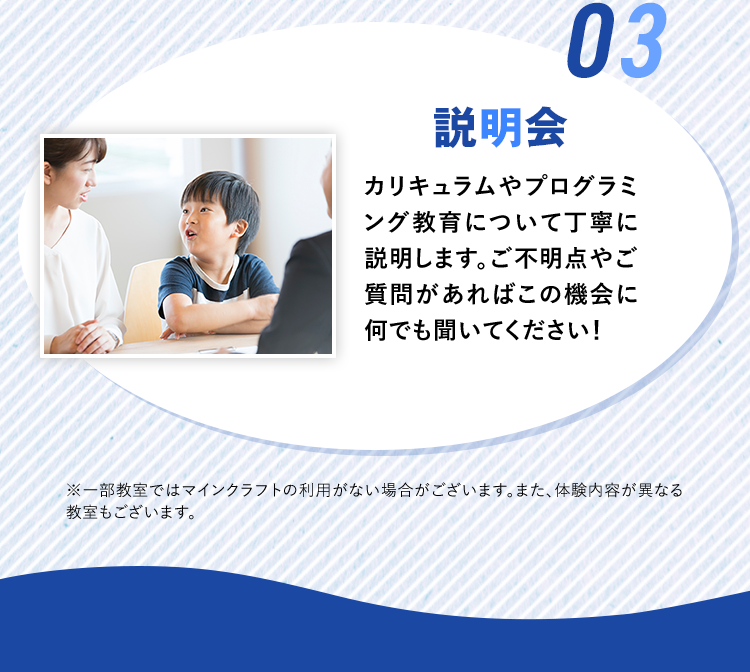 03
説明会
カリキュラムやプログラミ
ング教育について丁寧に
説明します。ご不明点やご
質問があればこの機会に
何でも聞いてください！
※一部教室ではマインクラフトの利用がない場合がございます。また、体験内容が異なる
教室もございます。